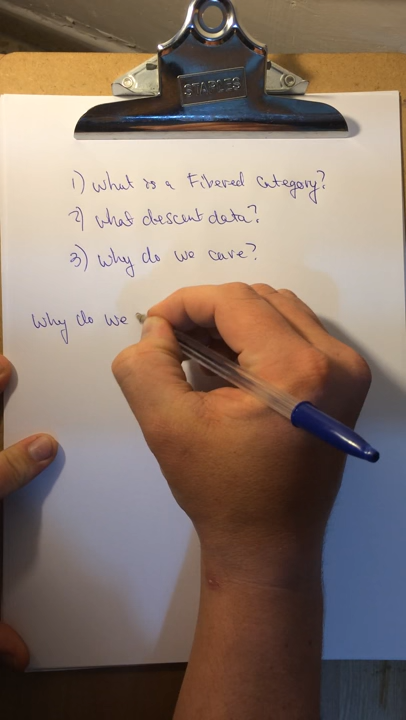 STAPLES
1) What is a Fibered Category?
2) What descent data?
3) Why do we care?
Why do we